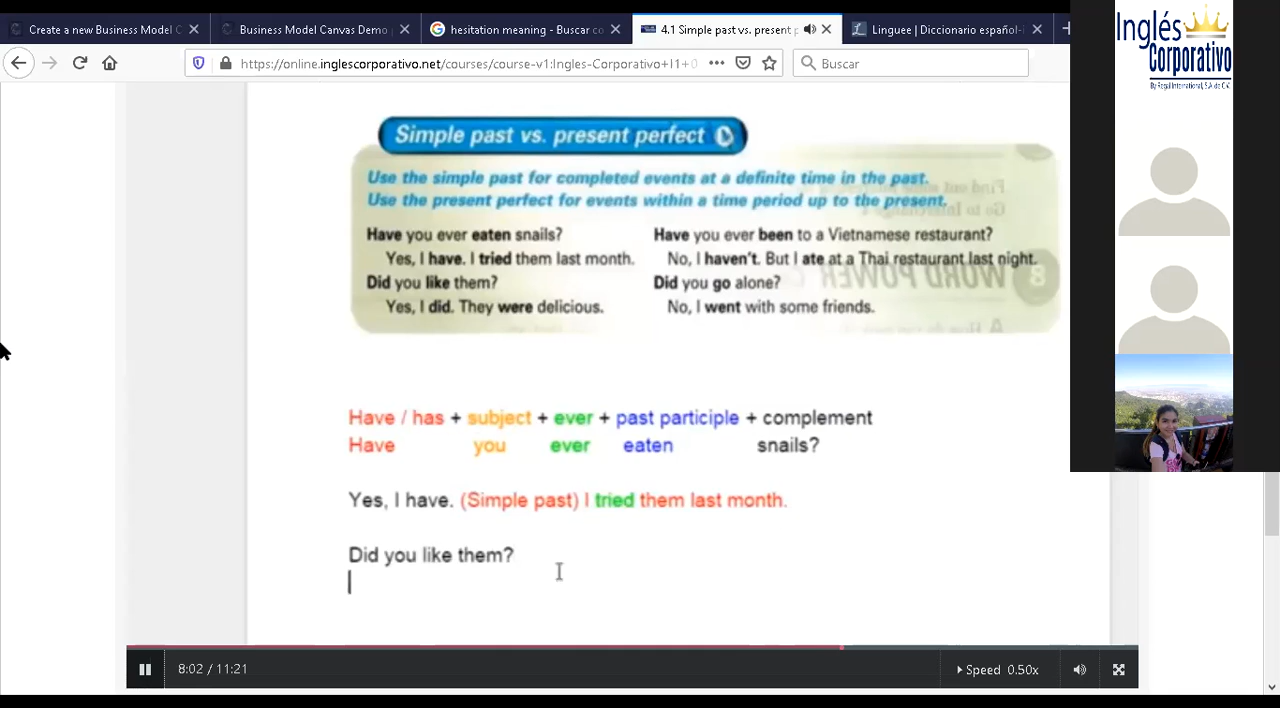 Create a new Business Model C
Business Model Canvas Demo
hesitation meaning - Buscar co
4.1 Simple past vs. present p
Linguee | Diccionario español-i
https://online.inglescorporativo.net/courses/course-v1:Ingles-Corporativo+I1+0
Buscar
Inglés
Corporativo
By Regal International, S.A. de C.V.
Simple past vs. present perfect
Use the simple past for completed events at a definite time in the past.
Use the present perfect for events within a time period up to the present.
Have you ever eaten snails?
Yes, I have. I tried them last month.
Did you like them?
Yes, I did. They were delicious.
Have you ever been to a Vietnamese restaurant?
No, I haven't. But I ate at a Thai restaurant last night.
Did you go alone?
No, I went with some friends.
8 WORD POWER
Have / has + subject + ever + past participle + complement
Have you ever eaten snails?
Yes, I have. (Simple past) I tried them last month.
Did you like them?
8:02 / 11:21
Speed 0.50x